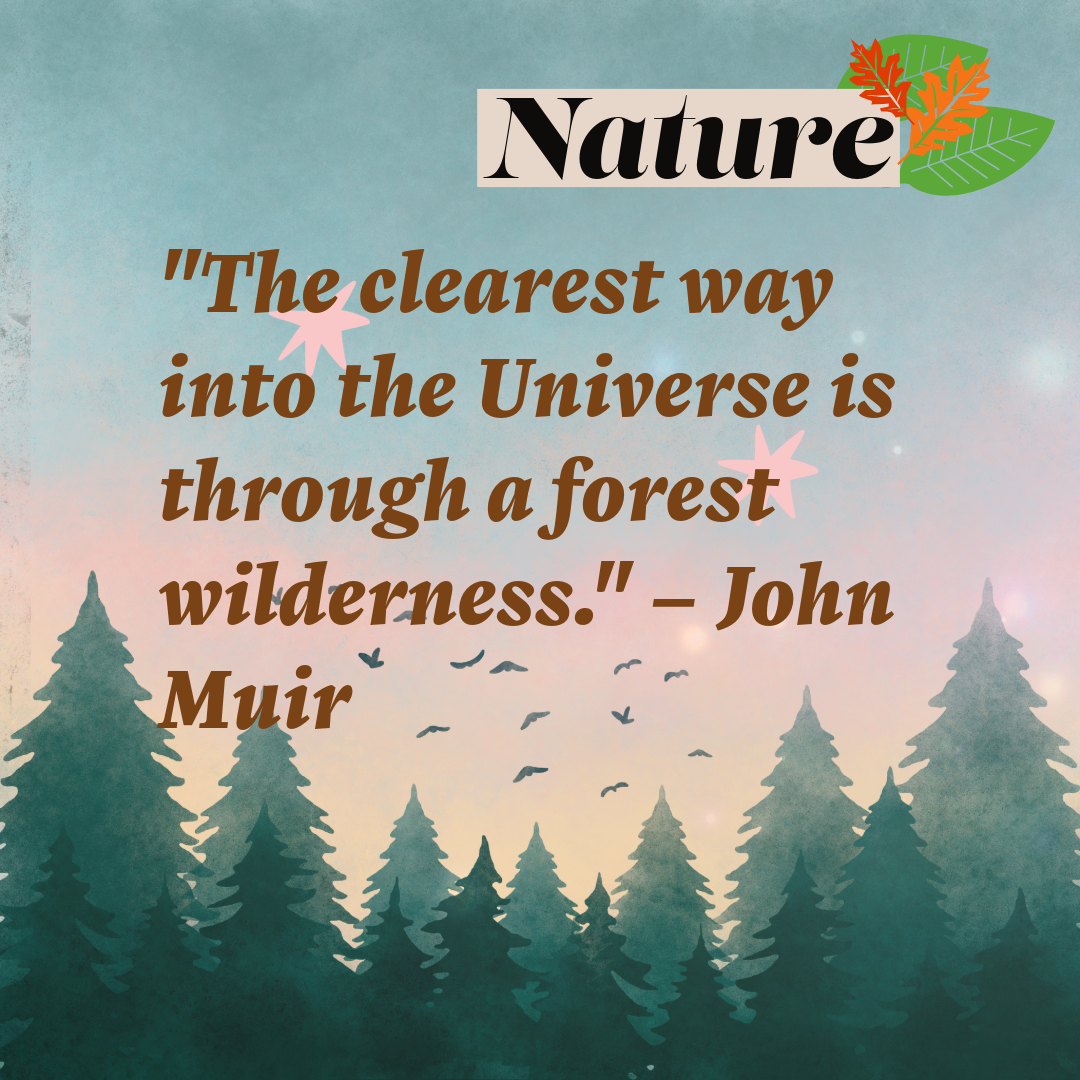 Nature
"The clearest way
into the Universe is
through a forest
wilderness." – John
Muir